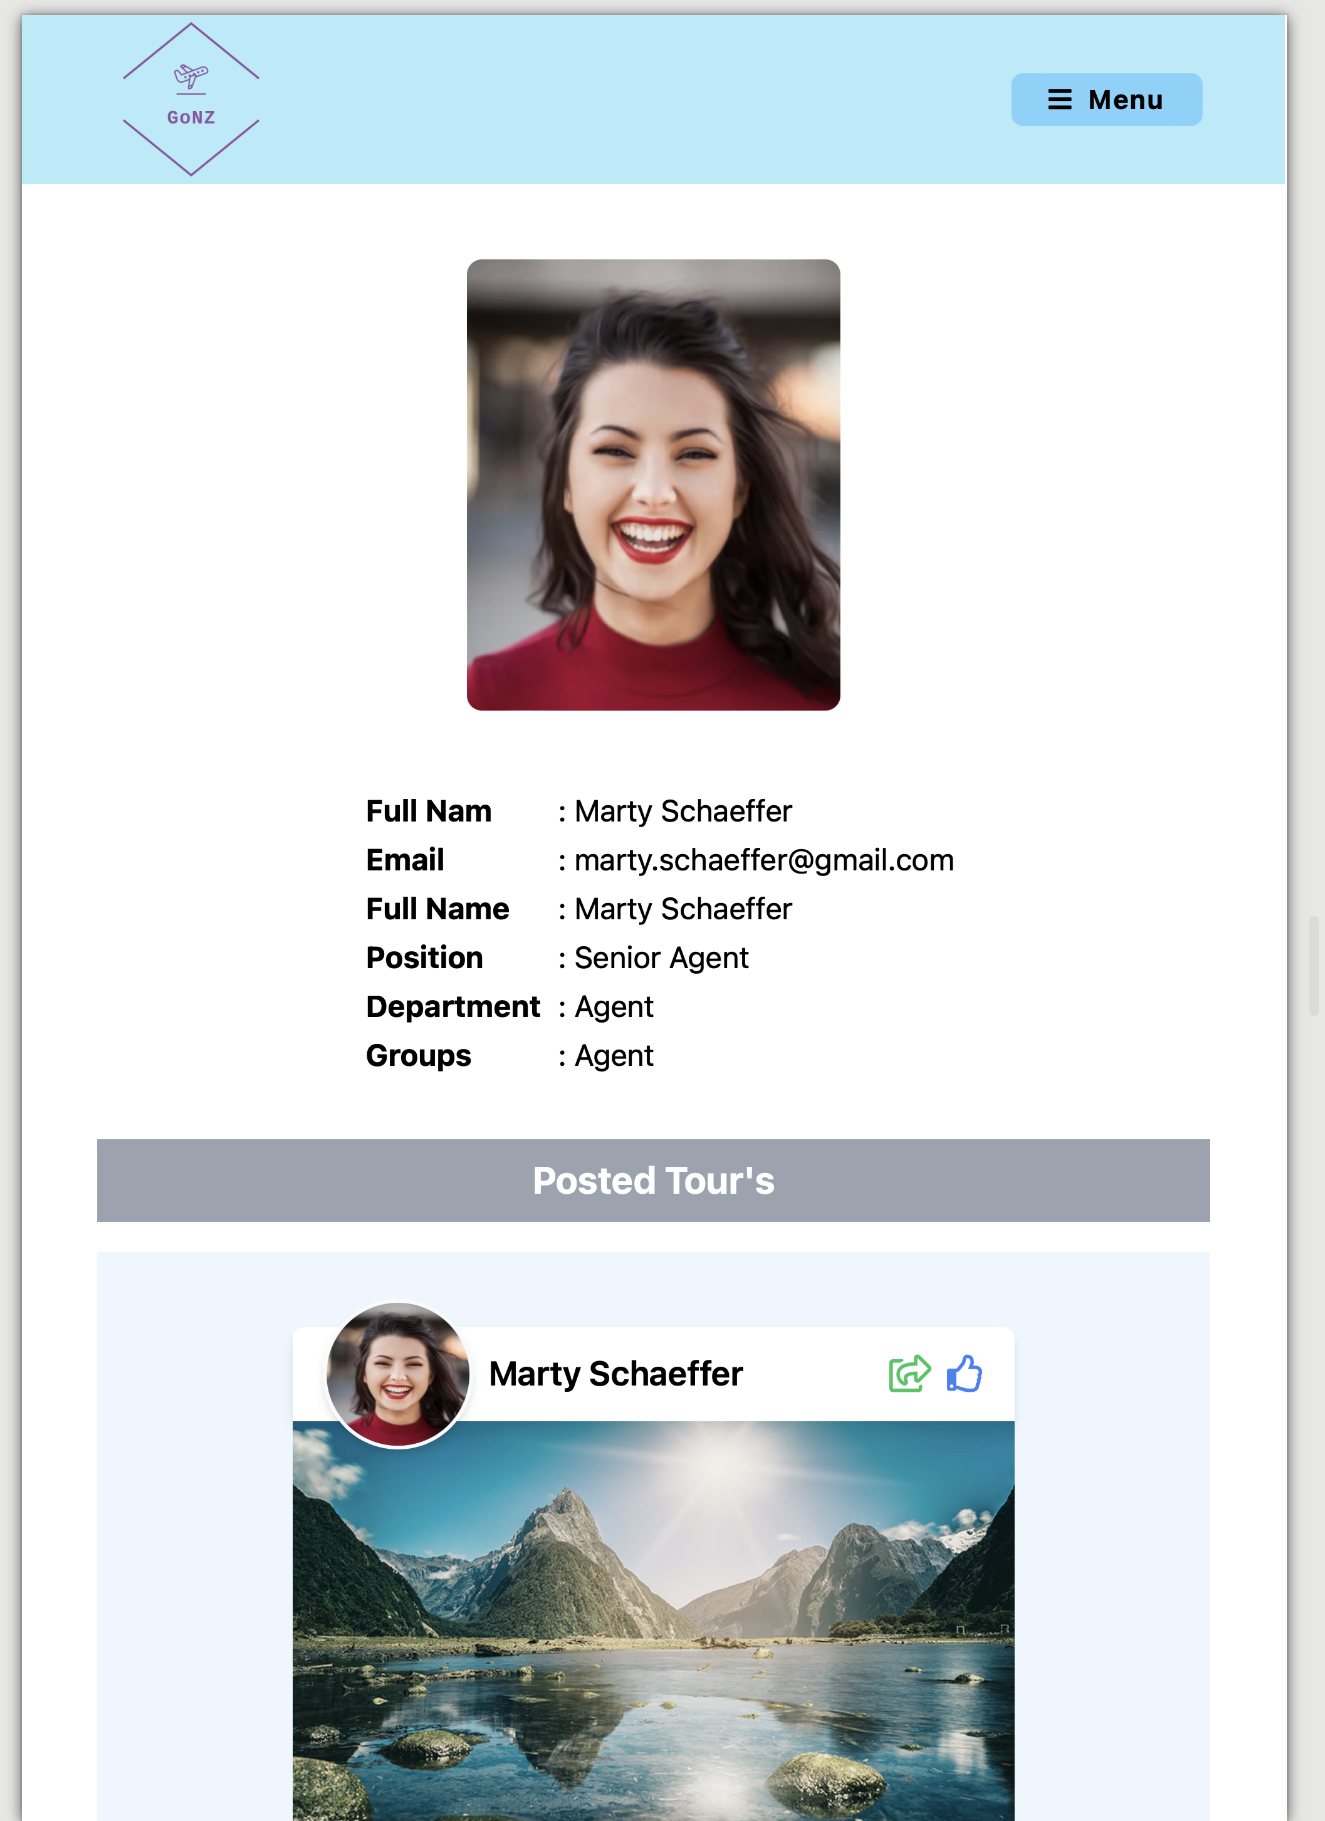 GoNZ
Menu
Full Nam : Marty Schaeffer
Email : marty.schaeffer@gmail.com
Full Name : Marty Schaeffer
Position : Senior Agent
Department : Agent
Groups : Agent
Posted Tour's
Marty Schaeffer